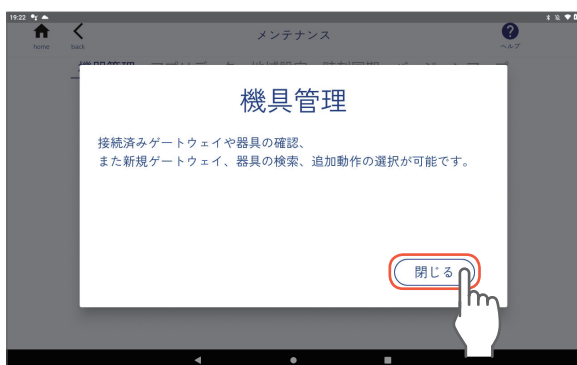 19:22
メンテナンス
home
back
ヘルプ
機具管理
接続済みゲートウェイや器具の確認、
また新規ゲートウェイ、器具の検索、追加動作の選択が可能です。
閉じる